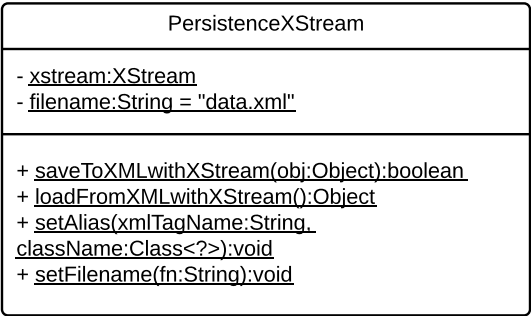 PersistenceXStream
- xstream:XStream
- filename:String = "data.xml"
+ saveToXMLwithXStream(obj:Object):boolean
+ loadFromXMLwithXStream():Object
+ setAlias(xmlTagName:String,
className:Class<?>):void
+ setFilename(fn:String):void